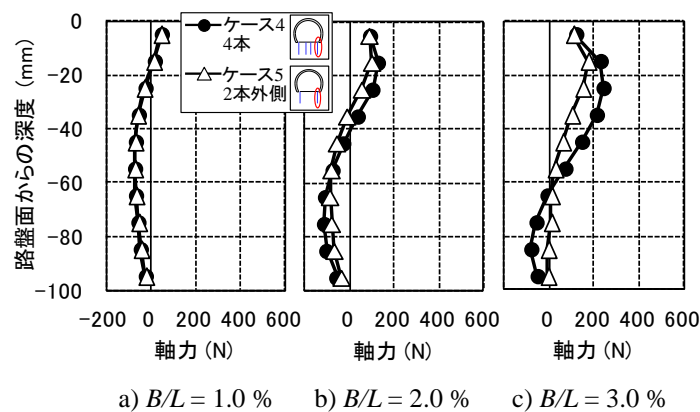 路盤面からの深度 (mm)
0
-20
-40
-60
-80
-100
ケース4
4本
ケース5
2本外側
-200 0 200 400 600
0 200 400 600
0 200 400 600
軸力 (N) 軸力 (N) 軸力 (N)
a) B/L = 1.0 % b) B/L = 2.0 % c) B/L = 3.0 %